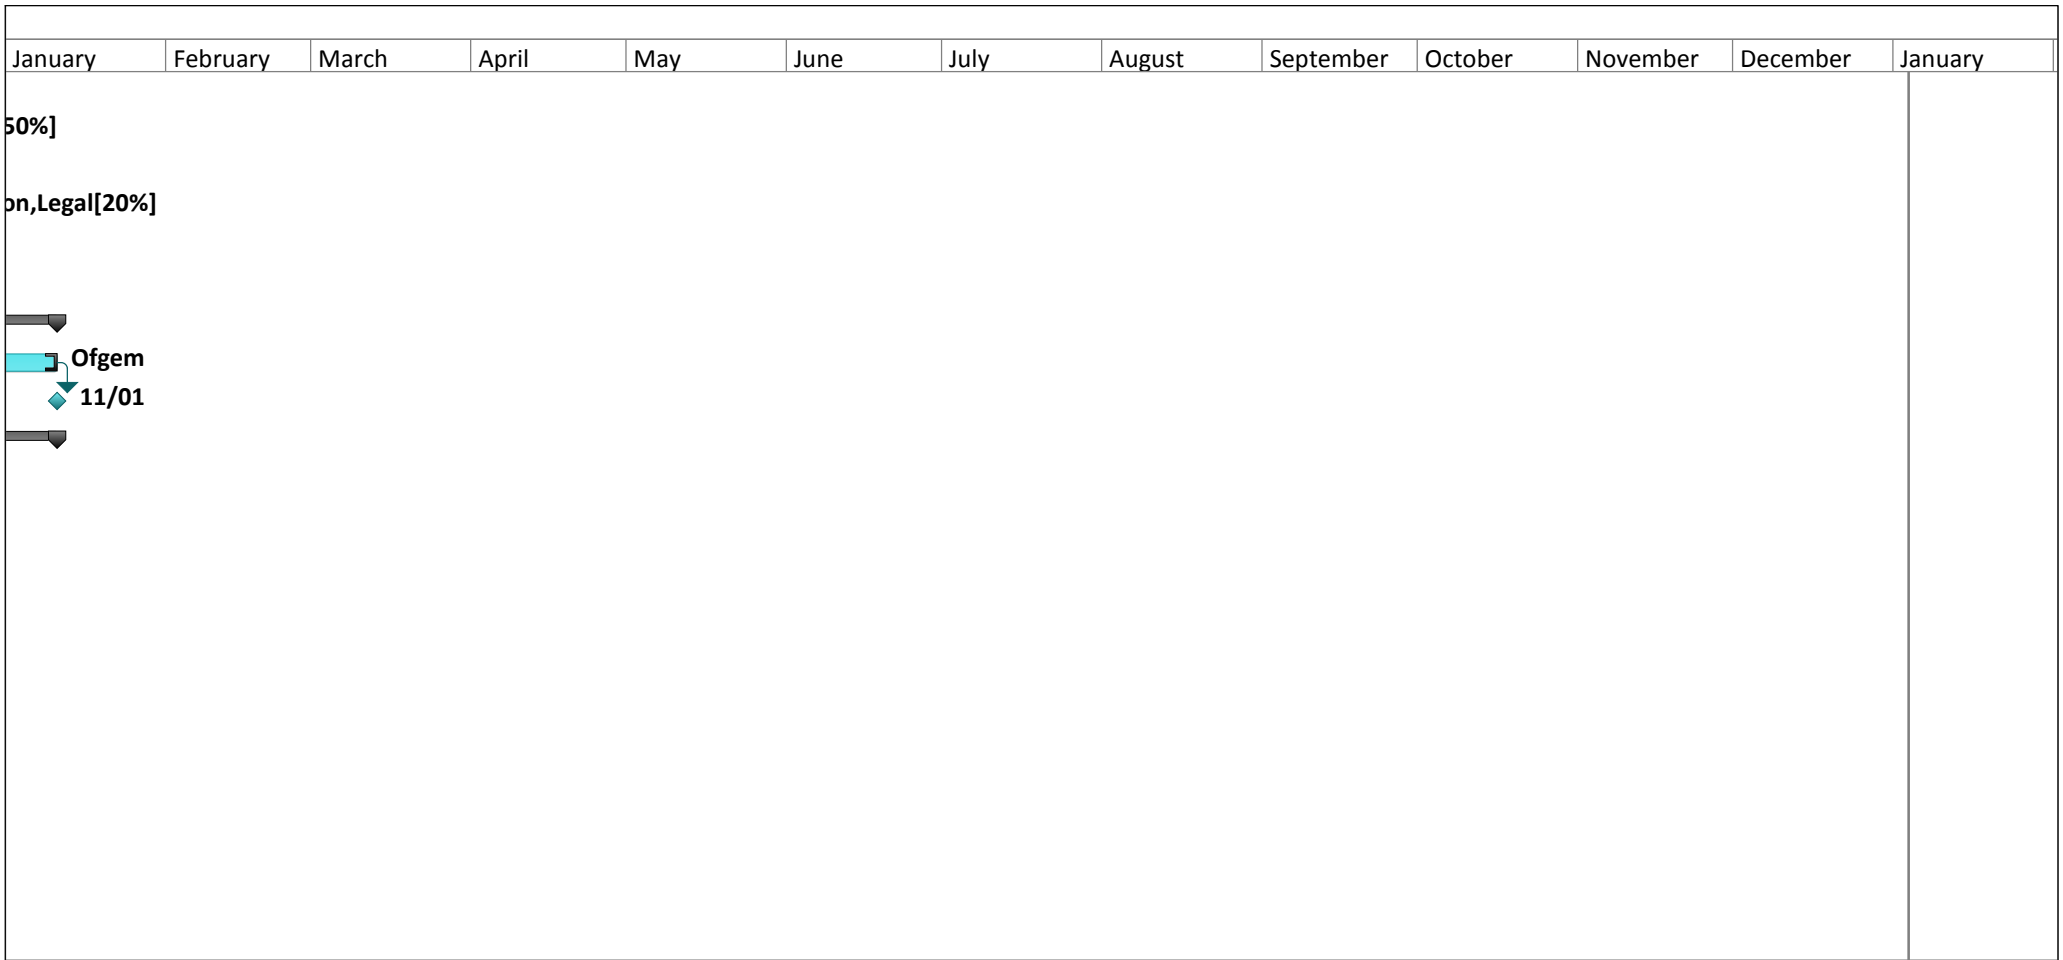 January February March April May June July August September October November December January
50%]
on,Legal[20%]
Ofgem
11/01